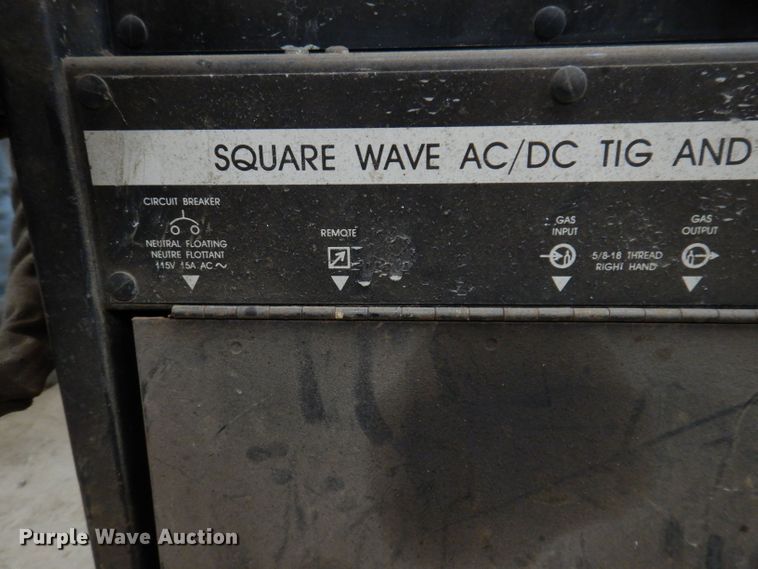 SQUARE WAVE AC/DC TIG AND
CIRCUIT BREAKER
NEUTRAL FLOATING
NEUTRE FLOTTANT
115V 15A AC ~
REMOTE
GAS
INPUT
5/8-18 THREAD
RIGHT HAND
GAS
OUTPUT
Purple Wave Auction